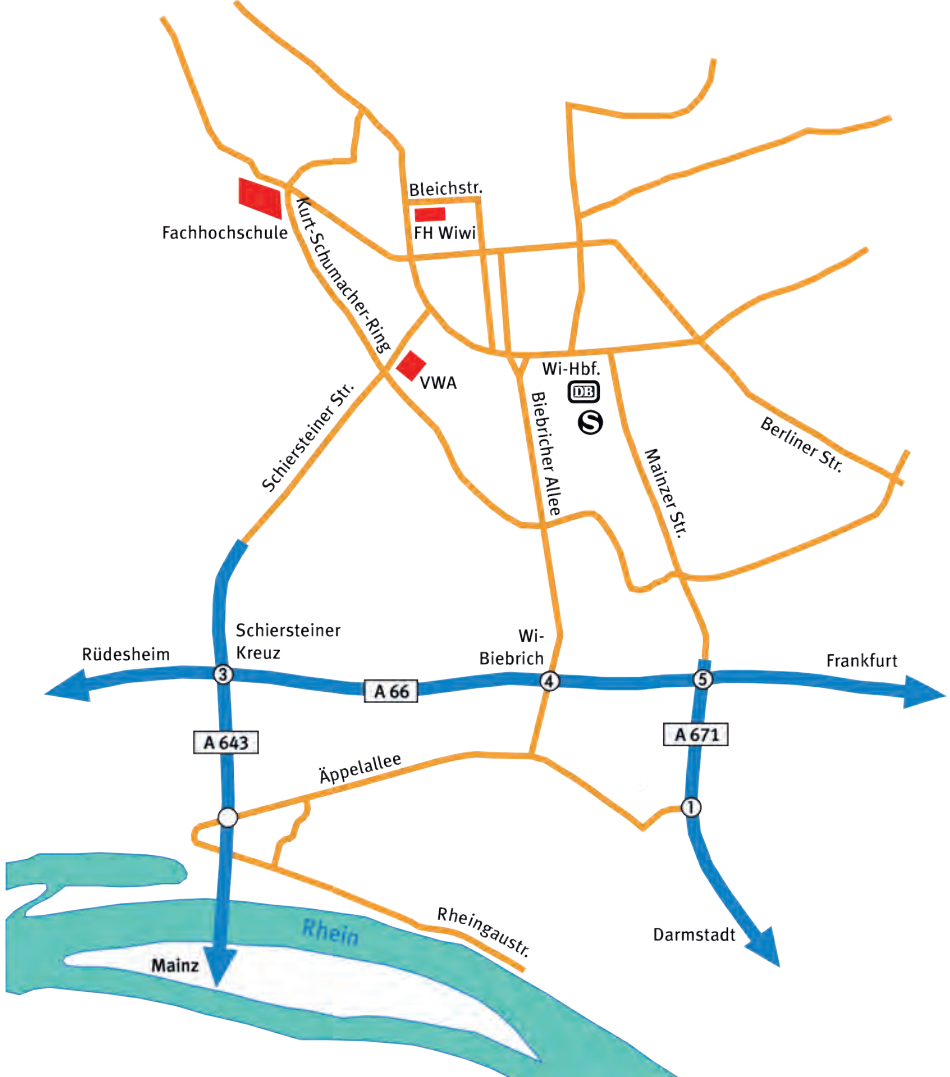 Bleichstr.
Fachhochschule
FH Wiwi
Kurt-Schumacher-Ring
VWA
Wi-Hbf.
DB
S
Schiersteiner Str.
Biebricher Allee
Mainzer Str.
Berliner Str.
Rüdesheim
Schiersteiner
Kreuz
Wi-
Biebrich
Frankfurt
3
A 66
4
5
A 643
A 671
Äppelallee
1
Rhein
Rheingaustr.
Darmstadt
Mainz